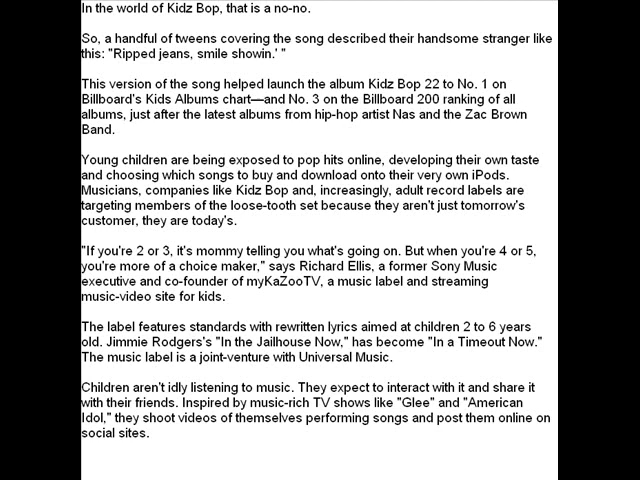 In the world of Kidz Bop, that is a no-no.
So, a handful of tweens covering the song described their handsome stranger like
this: "Ripped jeans, smile showin.' "
This version of the song helped launch the album Kidz Bop 22 to No. 1 on
Billboard's Kids Albums chart—and No. 3 on the Billboard 200 ranking of all
albums, just after the latest albums from hip-hop artist Nas and the Zac Brown
Band.
Young children are being exposed to pop hits online, developing their own taste
and choosing which songs to buy and download onto their very own iPods.
Musicians, companies like Kidz Bop and, increasingly, adult record labels are
targeting members of the loose-tooth set because they aren't just tomorrow's
customer, they are today's.
"If you're 2 or 3, it's mommy telling you what's going on. But when you're 4 or 5,
you're more of a choice maker," says Richard Ellis, a former Sony Music
executive and co-founder of myKaZooTV, a music label and streaming
music-video site for kids.
The label features standards with rewritten lyrics aimed at children 2 to 6 years
old. Jimmie Rodgers's "In the Jailhouse Now," has become "In a Timeout Now."
The music label is a joint-venture with Universal Music.
Children aren't idly listening to music. They expect to interact with it and share it
with their friends. Inspired by music-rich TV shows like "Glee" and "American
Idol," they shoot videos of themselves performing songs and post them online on
social sites.